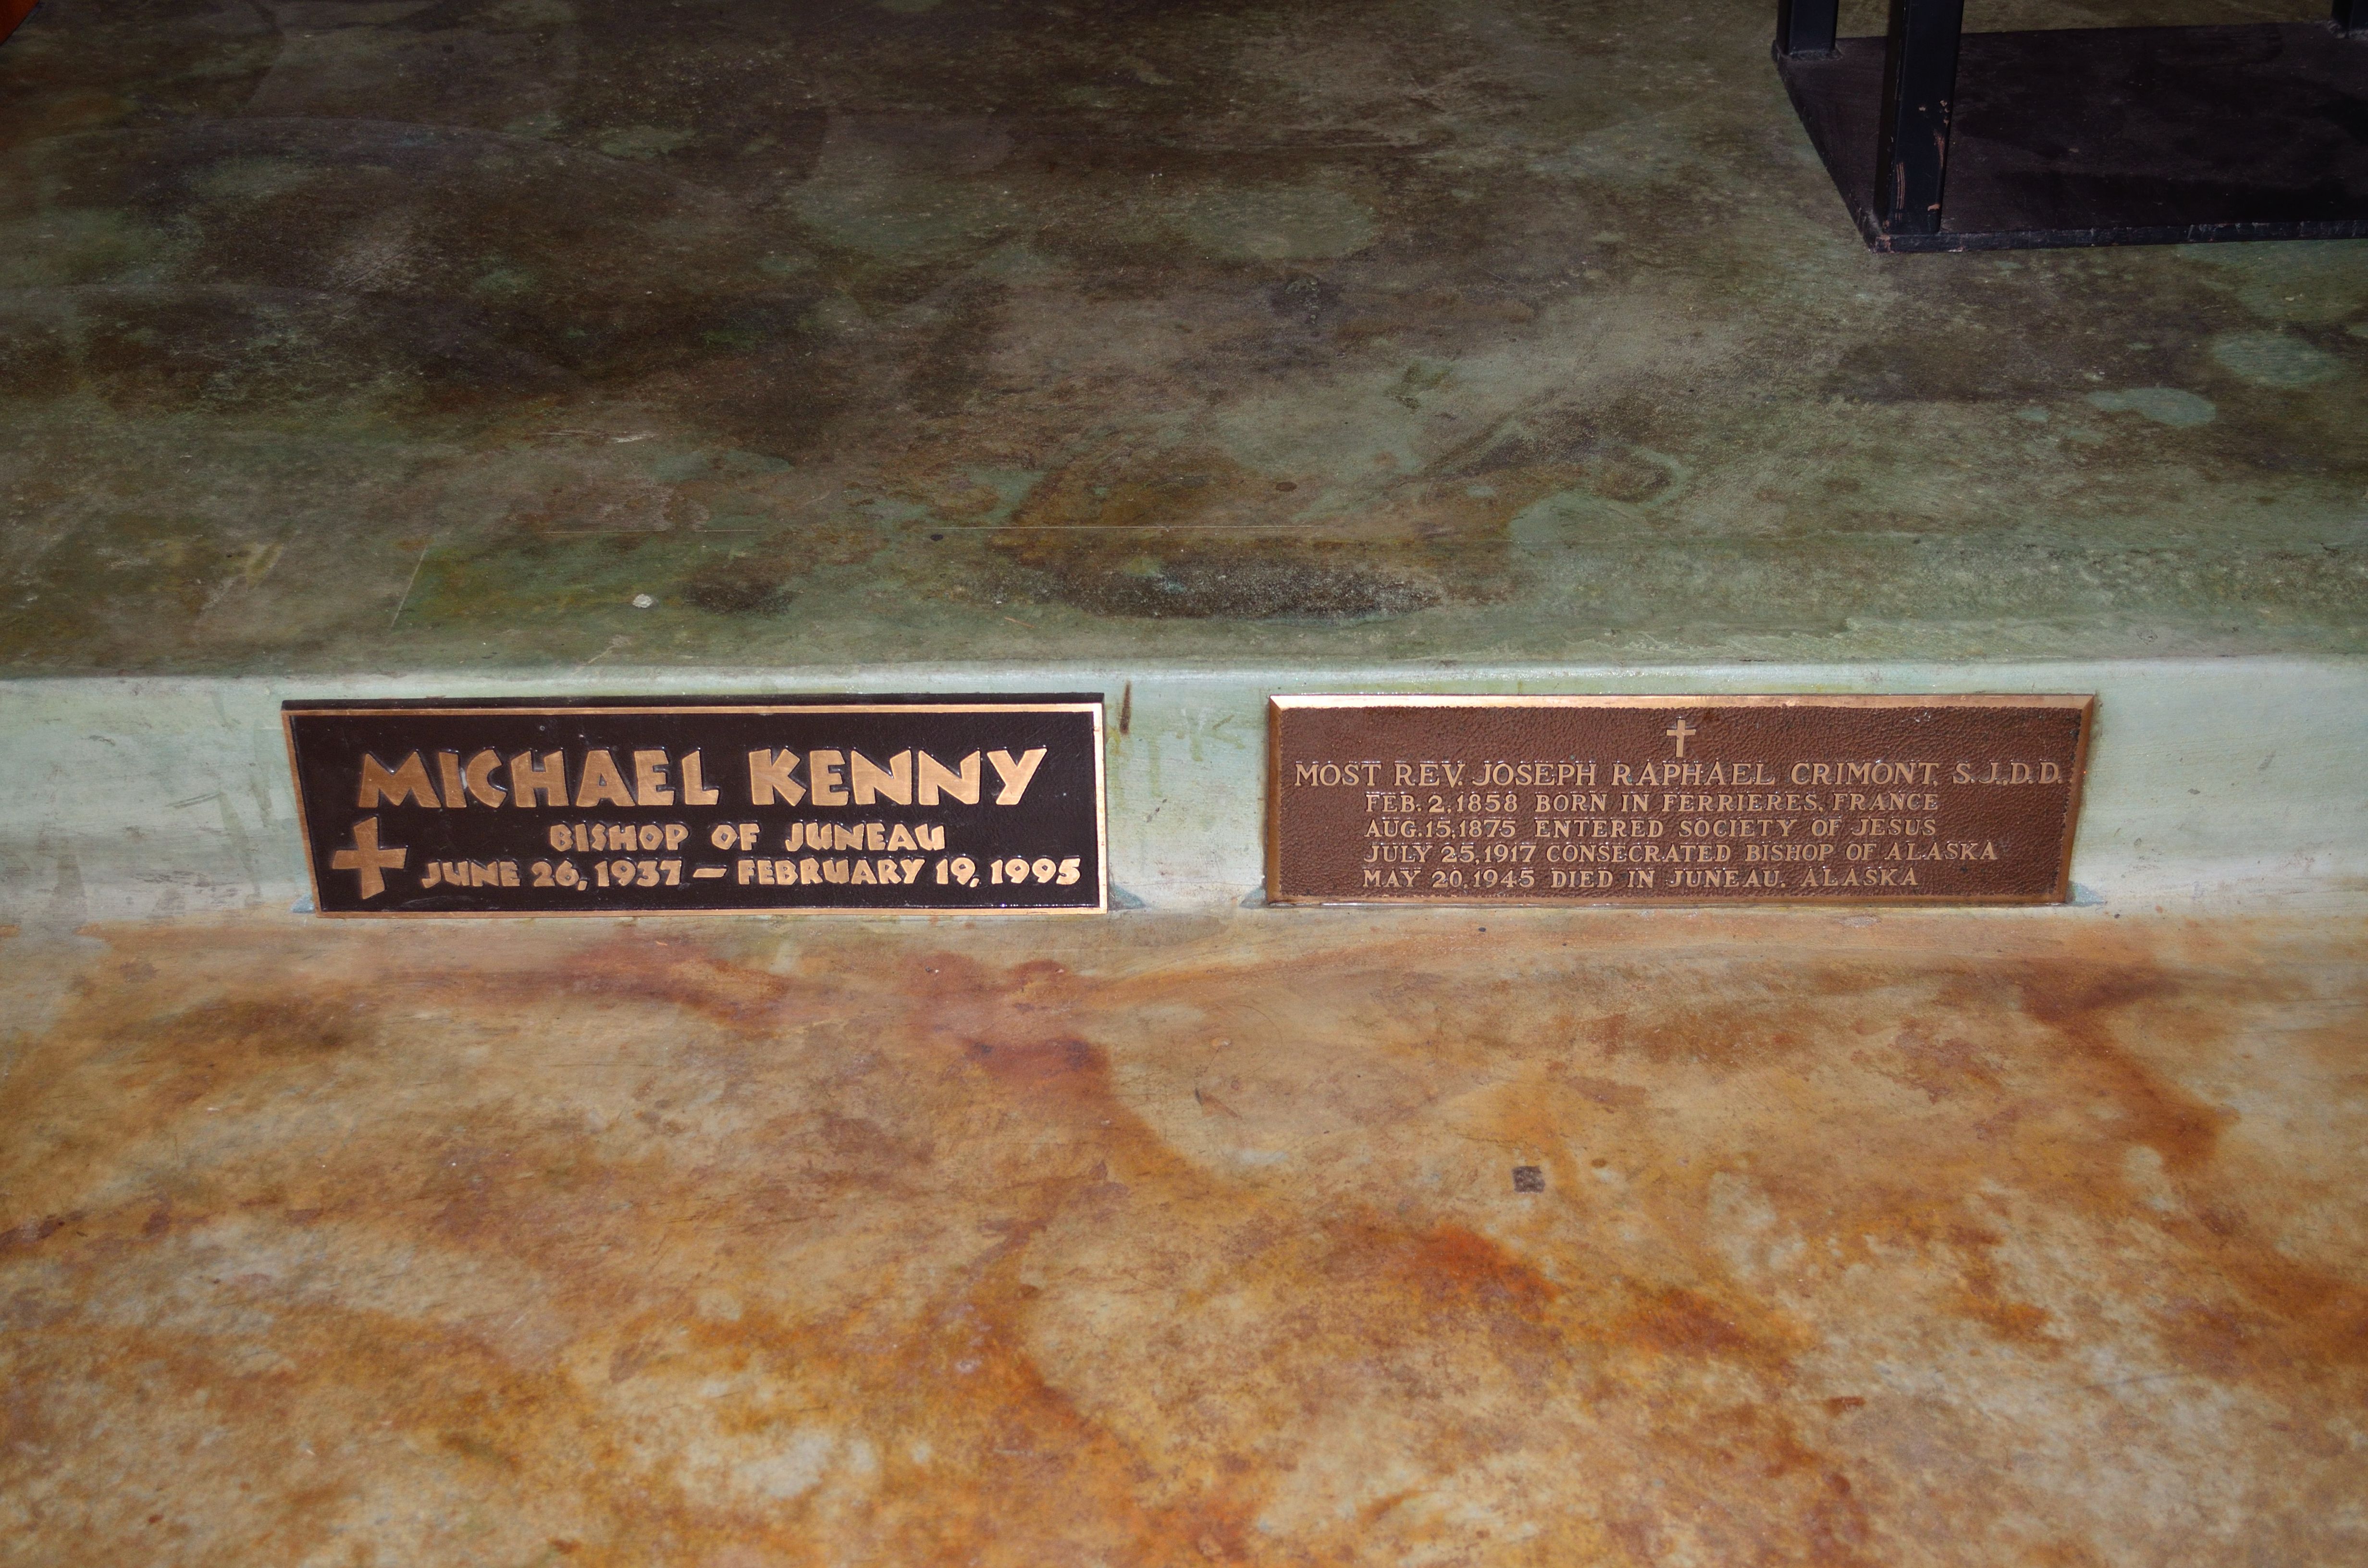 MICHAEL KENNY
BISHOP OF JUNEAU
JUNE 26, 1937 — FEBRUARY 19, 1995
MOST REV. JOSEPH RAPHAEL CRIMONT, S.J., D.D.
FEB. 2, 1858 BORN IN FERRIERES, FRANCE
AUG. 15, 1875 ENTERED SOCIETY OF JESUS
JULY 25, 1917 CONSECRATED BISHOP OF ALASKA
MAY 20, 1945 DIED IN JUNEAU, ALASKA